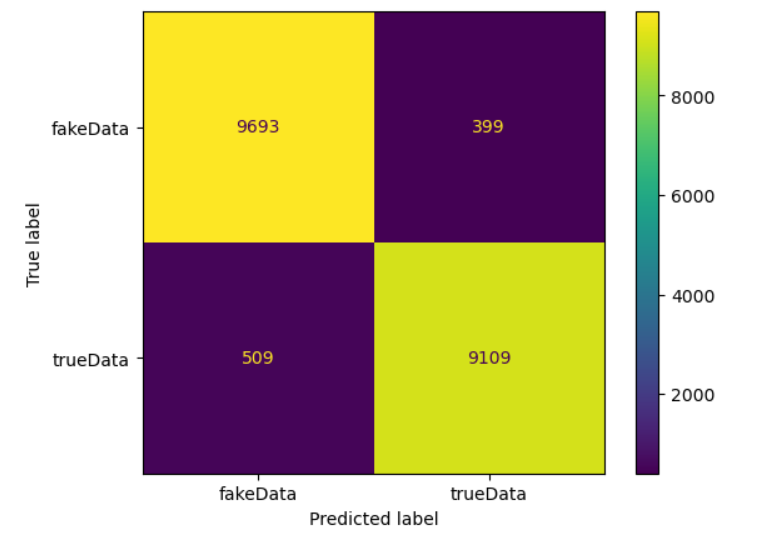 fakeData
9693
399
trueData
509
9109
fakeData
trueData
Predicted label
True label
8000
6000
4000
2000